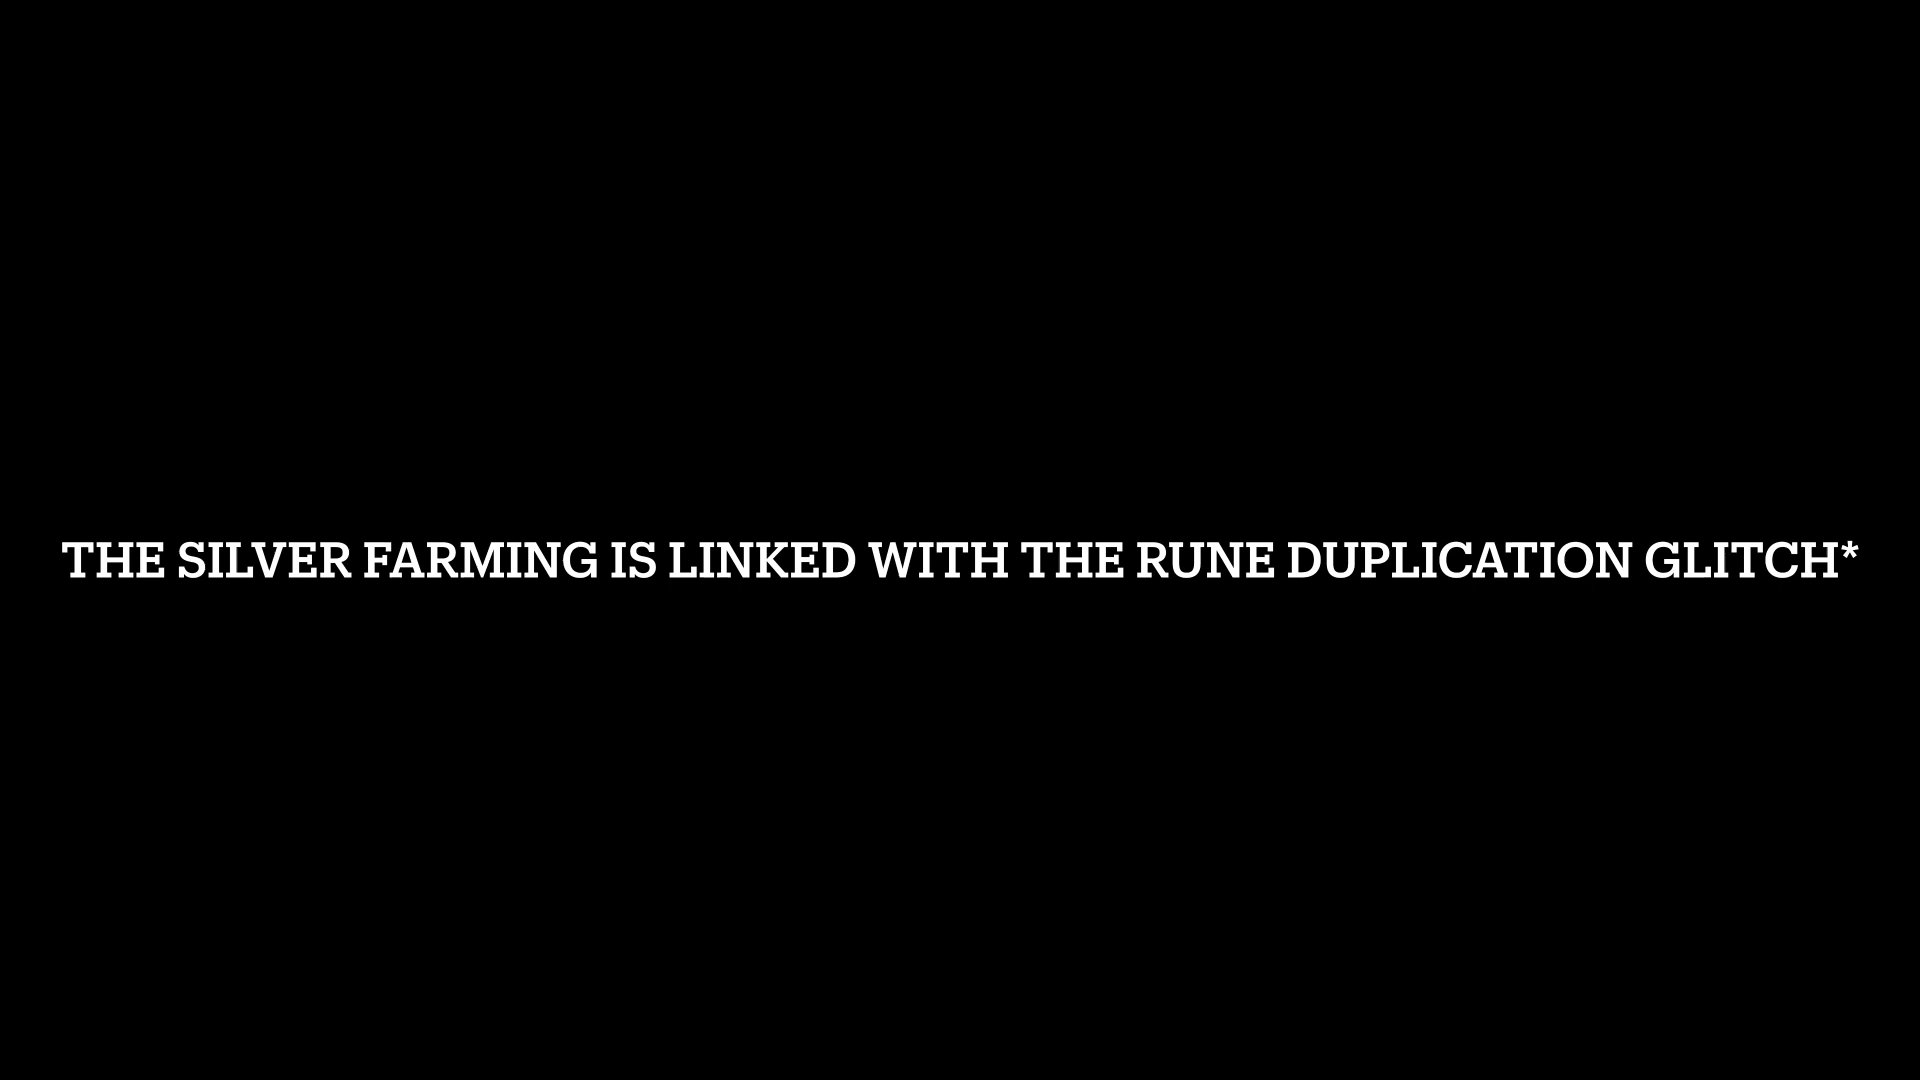 THE SILVER FARMING IS LINKED WITH THE RUNE DUPLICATION GLITCH*